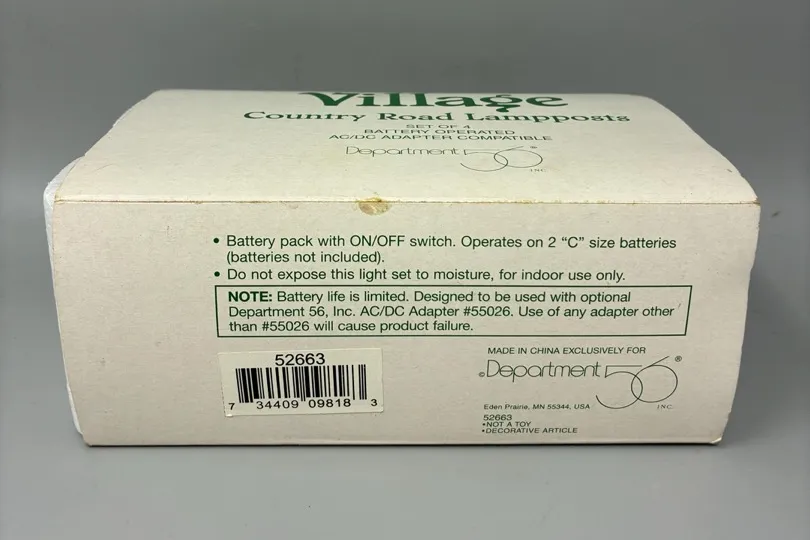 Village
Country Road Lampposts
SET OF 4
BATTERY OPERATED
AC/DC ADAPTER COMPATIBLE
Department 56 ®
INC.
• Battery pack with ON/OFF switch. Operates on 2 “C” size batteries
(batteries not included).
• Do not expose this light set to moisture, for indoor use only.
NOTE: Battery life is limited. Designed to be used with optional
Department 56, Inc. AC/DC Adapter #55026. Use of any adapter other
than #55026 will cause product failure.
52663
7 34409 09818 3
MADE IN CHINA EXCLUSIVELY FOR
©Department 56 ®
INC.
Eden Prairie, MN 55344, USA
52663
•NOT A TOY
•DECORATIVE ARTICLE